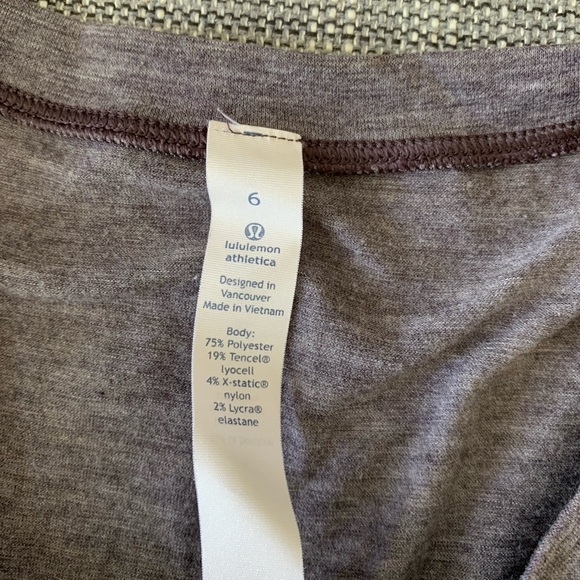 6
lululemon
athletica
Designed in
Vancouver
Made in Vietnam
Body:
75% Polyester
19% Tencel®
lyocell
4% X-static®
nylon
2% Lycra®
elastane